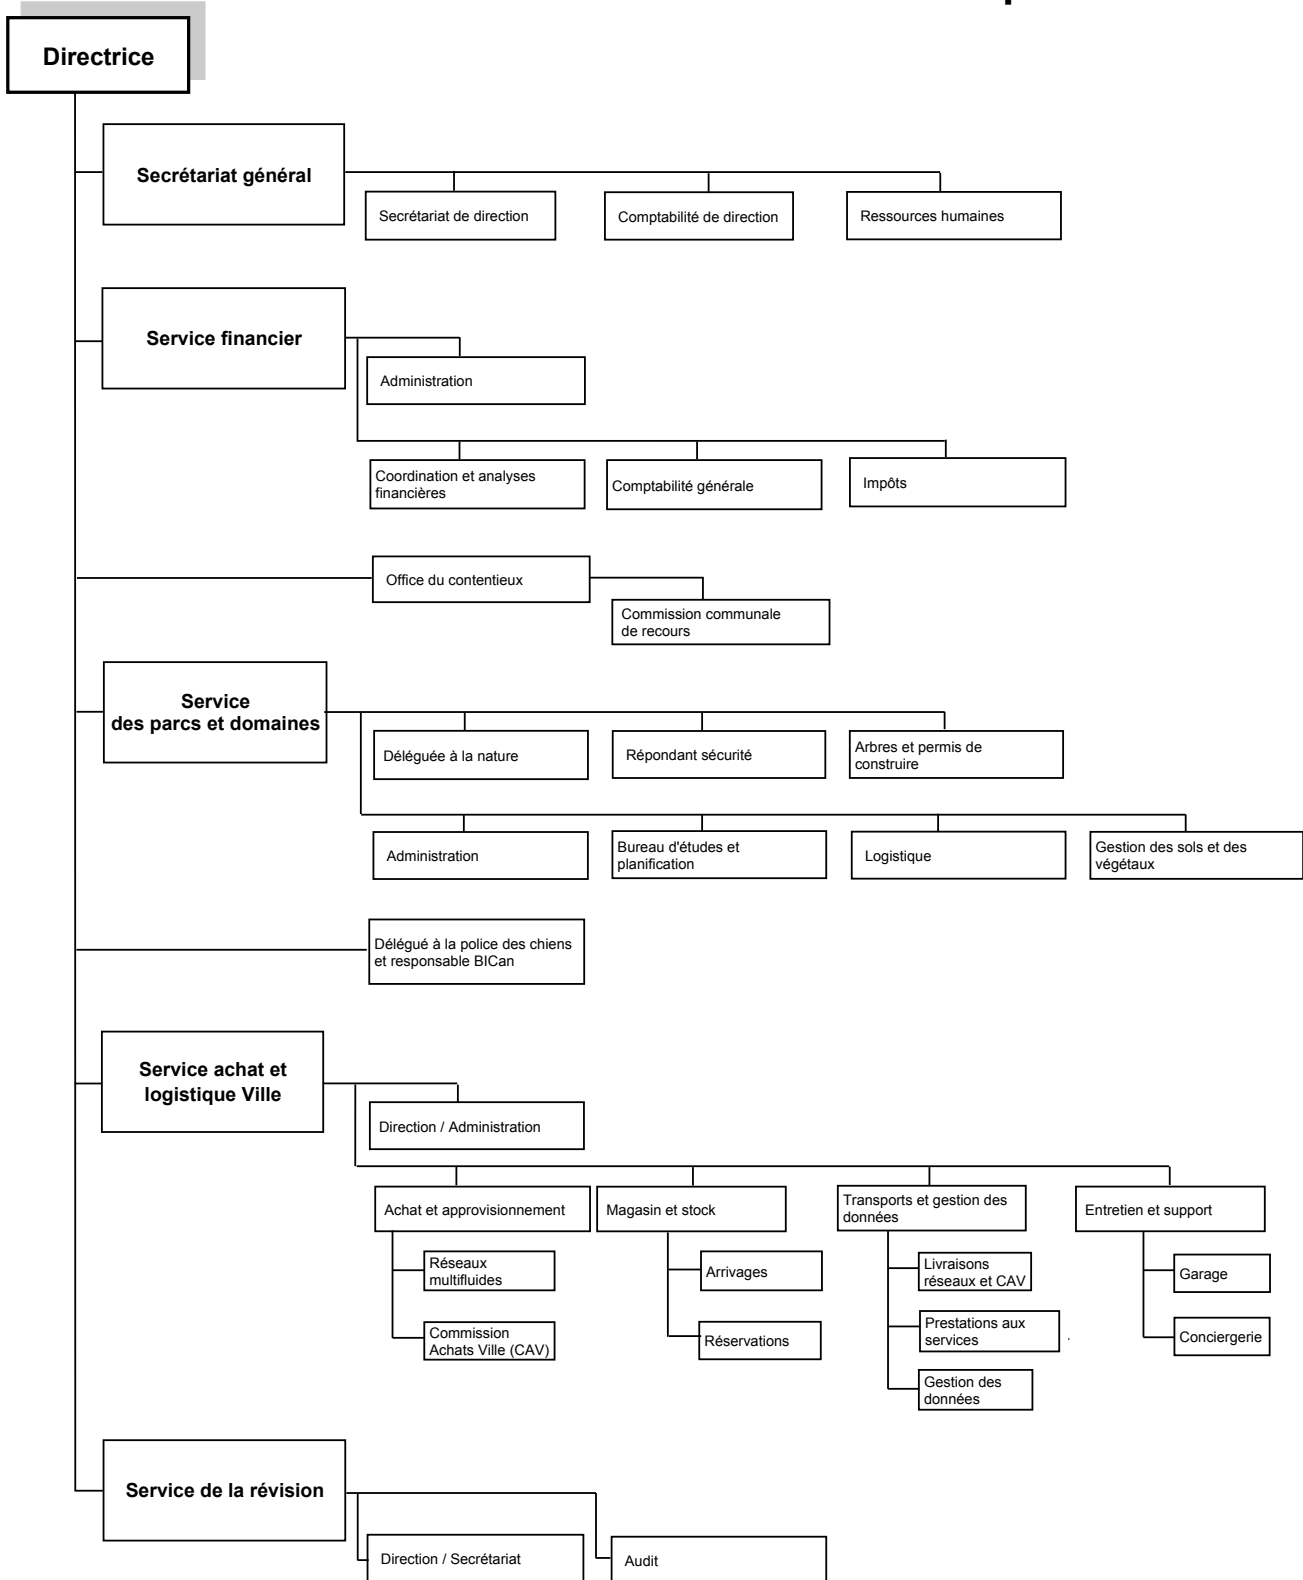 Directrice
Secrétariat général
Secrétariat de direction
Comptabilité de direction
Ressources humaines
Service financier
Administration
Coordination et analyses
financières
Comptabilité générale
Impôts
Office du contentieux
Commission communale
de recours
Service
des parcs et domaines
Déléguée à la nature
Répondant sécurité
Arbres et permis de
construire
Administration
Bureau d'études et
planification
Logistique
Gestion des sols et des
végétaux
Délégué à la police des chiens
et responsable BICan
Service achat et
logistique Ville
Direction / Administration
Achat et approvisionnement
Réseaux
multifluides
Commission
Achats Ville (CAV)
Magasin et stock
Arrivages
Réservations
Transports et gestion des
données
Livraisons
réseaux et CAV
Prestations aux
services
Gestion des
données
Entretien et support
Garage
Conciergerie
Service de la révision
Direction / Secrétariat
Audit